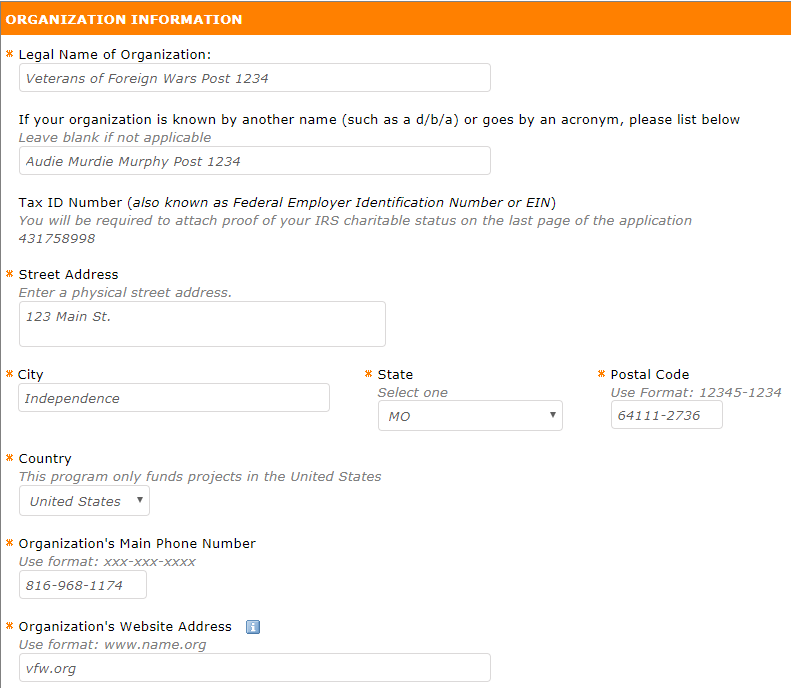 ORGANIZATION INFORMATION
* Legal Name of Organization:
Veterans of Foreign Wars Post 1234
If your organization is known by another name (such as a d/b/a) or goes by an acronym, please list below
Leave blank if not applicable
Audie Murdie Murphy Post 1234
Tax ID Number (also known as Federal Employer Identification Number or EIN)
You will be required to attach proof of your IRS charitable status on the last page of the application
431758998
* Street Address
Enter a physical street address.
123 Main St.
* City * State * Postal Code
Select one Use Format: 12345-1234
Independence MO 64111-2736
* Country
This program only funds projects in the United States
United States
* Organization's Main Phone Number
Use format: xxx-xxx-xxxx
816-968-1174
* Organization's Website Address i
Use format: www.name.org
vfw.org